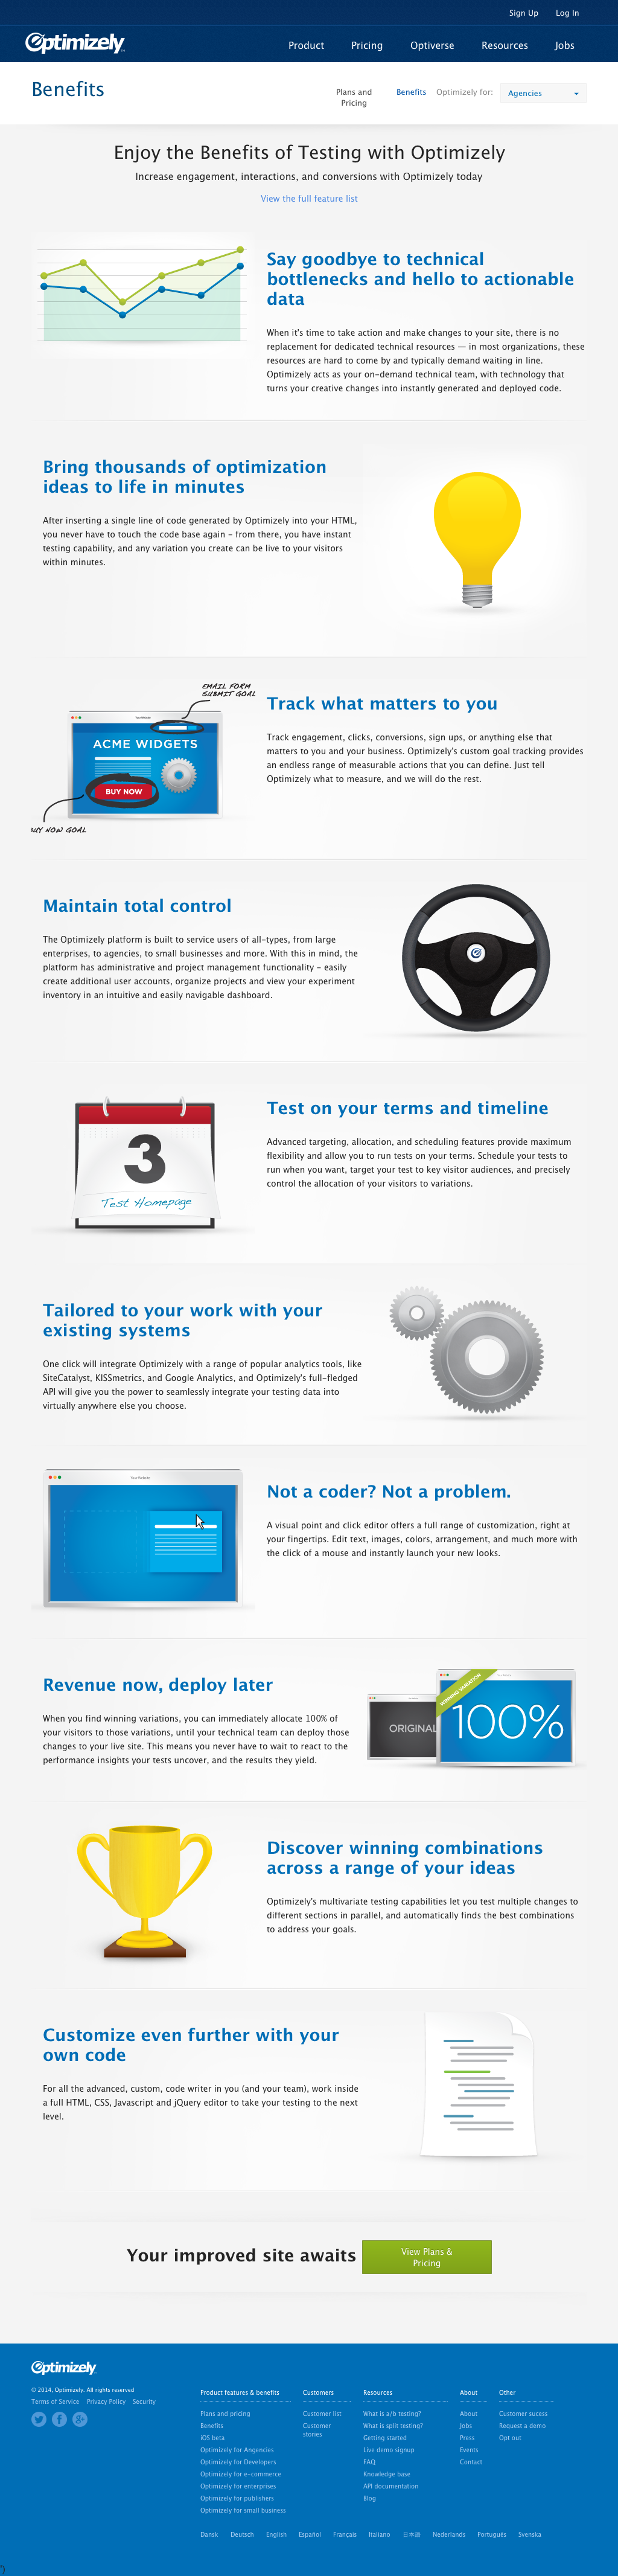 Sign Up Log In
Optimizely
Product Pricing Optiverse Resources Jobs
Benefits
Plans and
Pricing
Benefits Optimizely for: Agencies
Enjoy the Benefits of Testing with Optimizely
Increase engagement, interactions, and conversions with Optimizely today
View the full feature list
Say goodbye to technical
bottlenecks and hello to actionable
data
When it's time to take action and make changes to your site, there is no
replacement for dedicated technical resources — in most organizations, these
resources are hard to come by and typically demand waiting in line.
Optimizely acts as your on-demand technical team, with technology that
turns your creative changes into instantly generated and deployed code.
Bring thousands of optimization
ideas to life in minutes
After inserting a single line of code generated by Optimizely into your HTML,
you never have to touch the code base again - from there, you have instant
testing capability, and any variation you create can be live to your visitors
within minutes.
EMAIL FORM
SUBMIT GOAL
Your Website
ACME WIDGETS
BUY NOW
UY NOW GOAL
Track what matters to you
Track engagement, clicks, conversions, sign ups, or anything else that
matters to you and your business. Optimizely's custom goal tracking provides
an endless range of measurable actions that you can define. Just tell
Optimizely what to measure, and we will do the rest.
Maintain total control
The Optimizely platform is built to service users of all-types, from large
enterprises, to agencies, to small businesses and more. With this in mind, the
platform has administrative and project management functionality - easily
create additional user accounts, organize projects and view your experiment
inventory in an intuitive and easily navigable dashboard.
3
Test Homepage
Test on your terms and timeline
Advanced targeting, allocation, and scheduling features provide maximum
flexibility and allow you to run tests on your terms. Schedule your tests to
run when you want, target your test to key visitor audiences, and precisely
control the allocation of your visitors to variations.
Tailored to your work with your
existing systems
One click will integrate Optimizely with a range of popular analytics tools, like
SiteCatalyst, KISSmetrics, and Google Analytics, and Optimizely's full-fledged
API will give you the power to seamlessly integrate your testing data into
virtually anywhere else you choose.
Your Website
Not a coder? Not a problem.
A visual point and click editor offers a full range of customization, right at
your fingertips. Edit text, images, colors, arrangement, and much more with
the click of a mouse and instantly launch your new looks.
Revenue now, deploy later
When you find winning variations, you can immediately allocate 100% of
your visitors to those variations, until your technical team can deploy those
changes to your live site. This means you never have to wait to react to the
performance insights your tests uncover, and the results they yield.
WINNING VARIATION
ORIGINAL
100%
Discover winning combinations
across a range of your ideas
Optimizely's multivariate testing capabilities let you test multiple changes to
different sections in parallel, and automatically finds the best combinations
to address your goals.
Customize even further with your
own code
For all the advanced, custom, code writer in you (and your team), work inside
a full HTML, CSS, Javascript and jQuery editor to take your testing to the next
level.
Your improved site awaits
View Plans &
Pricing
Optimizely
© 2014, Optimizely. All rights reserved
Terms of Service Privacy Policy Security
Product features & benefits
Plans and pricing
Benefits
iOS beta
Optimizely for Angencies
Optimizely for Developers
Optimizely for e-commerce
Optimizely for enterprises
Optimizely for publishers
Optimizely for small business
Customers
Customer list
Customer
stories
Resources
What is a/b testing?
What is split testing?
Getting started
Live demo signup
FAQ
Knowledge base
API documentation
Blog
About
About
Jobs
Press
Events
Contact
Other
Customer sucess
Request a demo
Opt out
Dansk Deutsch English Español Français Italiano 日本語 Nederlands Português Svenska
')